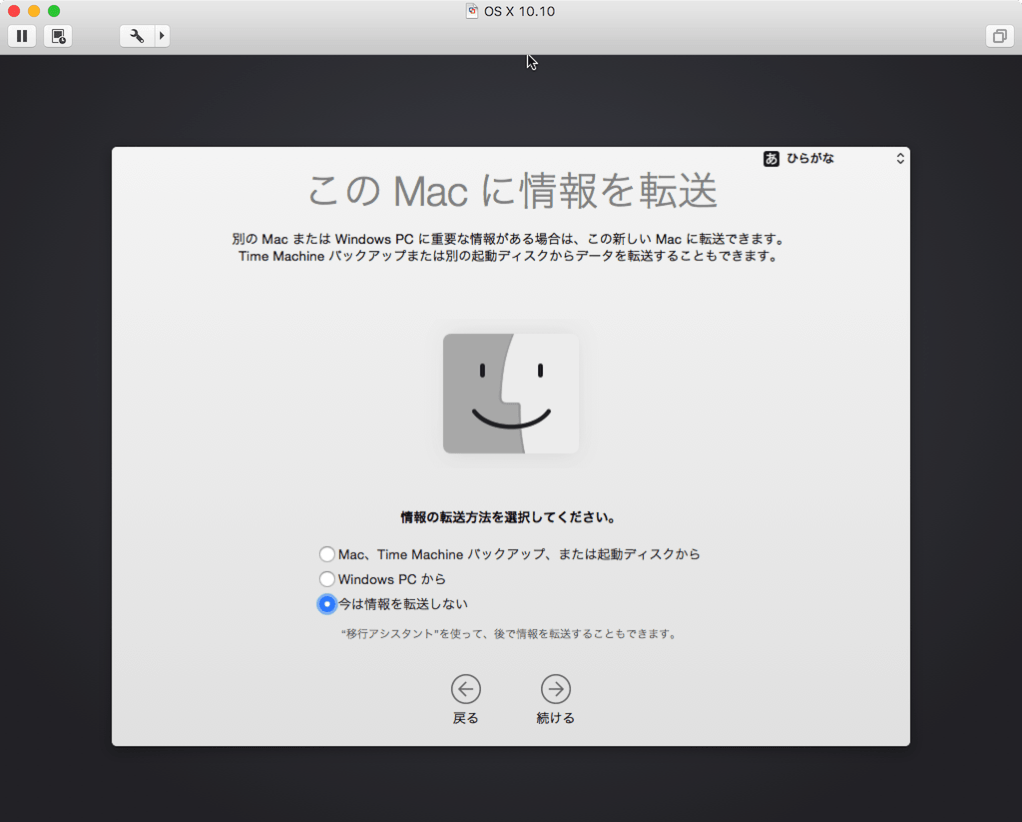 OS X 10.10
あ ひらがな
この Mac に情報を転送
別の Mac または Windows PC に重要な情報がある場合は、この新しい Mac に転送できます。
Time Machine バックアップまたは別の起動ディスクからデータを転送することもできます。
情報の転送方法を選択してください。
Mac、Time Machine バックアップ、または起動ディスクから
Windows PC から
今は情報を転送しない
“移行アシスタント”を使って、後で情報を転送することもできます。
戻る 続ける